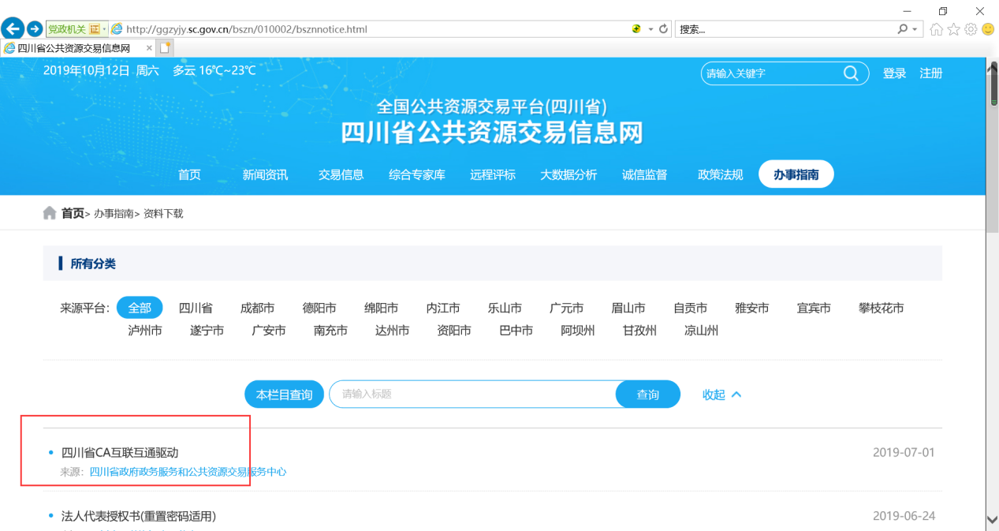 党政机关 证 http://ggzyjy.sc.gov.cn/bszn/010002/bsznnotice.html 搜索...
四川省公共资源交易信息网
2019年10月12日 周六 多云 16℃~23℃ 请输入关键字 登录 注册
全国公共资源交易平台(四川省)
四川省公共资源交易信息网
首页 新闻资讯 交易信息 综合专家库 远程评标 大数据分析 诚信监督 政策法规 办事指南
首页> 办事指南> 资料下载
所有分类
来源平台: 全部 四川省 成都市 德阳市 绵阳市 内江市 乐山市 广元市 眉山市 自贡市 雅安市 宜宾市 攀枝花市
泸州市 遂宁市 广安市 南充市 达州市 资阳市 巴中市 阿坝州 甘孜州 凉山州
本栏目查询 请输入标题 查询 收起
四川省CA互联互通驱动 2019-07-01
来源: 四川省政府政务服务和公共资源交易服务中心
法人代表授权书(重置密码适用) 2019-06-24